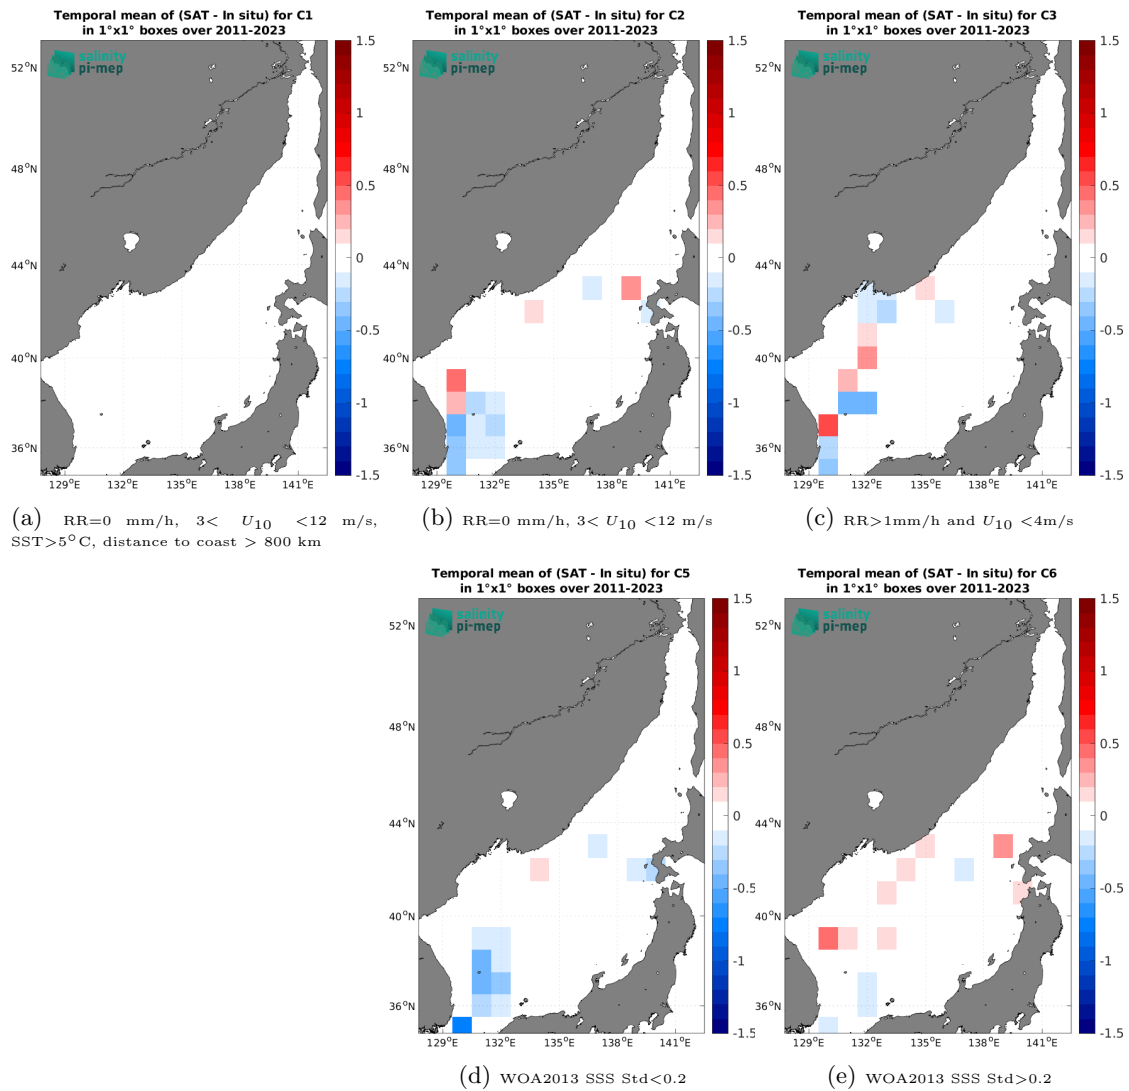 Temporal mean of (SAT - In situ) for C1
in 1°x1° boxes over 2011-2023
salinity
pi-mep
52°N
48°N
44°N
40°N
36°N
129°E 132°E 135°E 138°E 141°E
1.5
1
0.5
0
-0.5
-1
-1.5
(a) RR=0 mm/h, 3< U10 <12 m/s,
SST>5°C, distance to coast > 800 km
Temporal mean of (SAT - In situ) for C2
in 1°x1° boxes over 2011-2023
salinity
pi-mep
52°N
48°N
44°N
40°N
36°N
129°E 132°E 135°E 138°E 141°E
1.5
1
0.5
0
-0.5
-1
-1.5
(b) RR=0 mm/h, 3< U10 <12 m/s
Temporal mean of (SAT - In situ) for C3
in 1°x1° boxes over 2011-2023
salinity
pi-mep
52°N
48°N
44°N
40°N
36°N
129°E 132°E 135°E 138°E 141°E
1.5
1
0.5
0
-0.5
-1
-1.5
(c) RR>1mm/h and U10 <4m/s
Temporal mean of (SAT - In situ) for C5
in 1°x1° boxes over 2011-2023
salinity
pi-mep
52°N
48°N
44°N
40°N
36°N
129°E 132°E 135°E 138°E 141°E
1.5
1
0.5
0
-0.5
-1
-1.5
(d) WOA2013 SSS Std<0.2
Temporal mean of (SAT - In situ) for C6
in 1°x1° boxes over 2011-2023
salinity
pi-mep
52°N
48°N
44°N
40°N
36°N
129°E 132°E 135°E 138°E 141°E
1.5
1
0.5
0
-0.5
-1
-1.5
(e) WOA2013 SSS Std>0.2